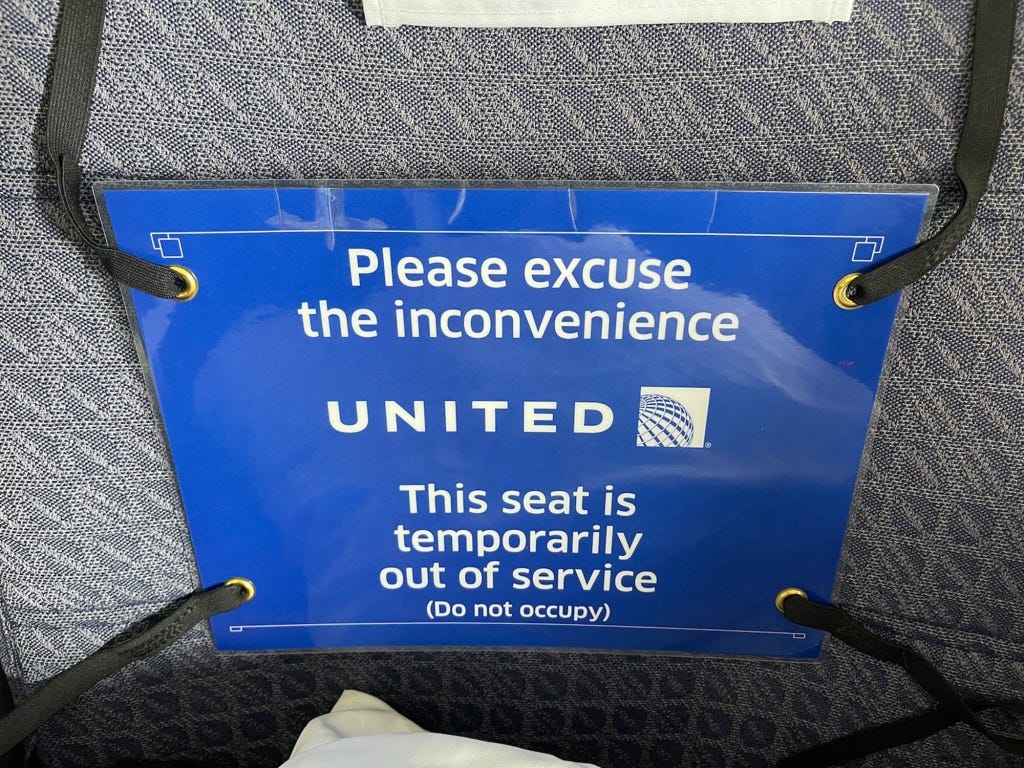 Please excuse
the inconvenience
UNITED
This seat is
temporarily
out of service
(Do not occupy)